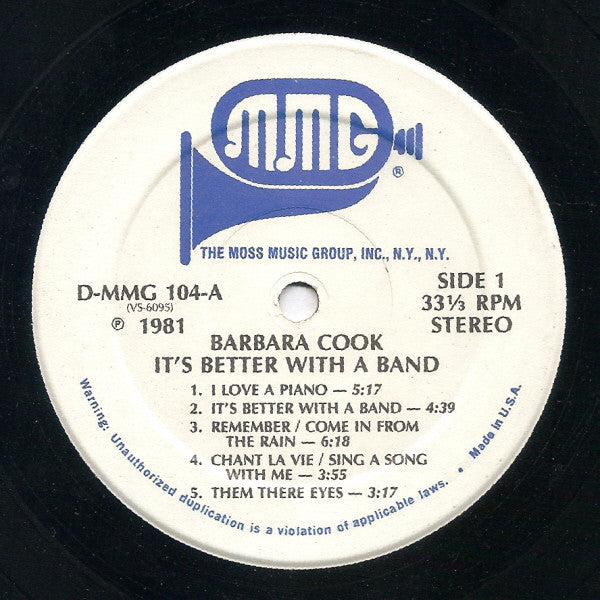 MMG
®
THE MOSS MUSIC GROUP, INC., N.Y., N.Y.
D-MMG 104-A
(VS-6095)
℗ 1981
SIDE 1
33⅓ RPM
STEREO
BARBARA COOK
IT'S BETTER WITH A BAND
1. I LOVE A PIANO — 5:17
2. IT'S BETTER WITH A BAND — 4:39
3. REMEMBER / COME IN FROM
THE RAIN — 6:18
4. CHANT LA VIE / SING A SONG
WITH ME — 3:55
5. THEM THERE EYES — 3:17
Warning: Unauthorized duplication is a violation of applicable laws. • Made in U.S.A.